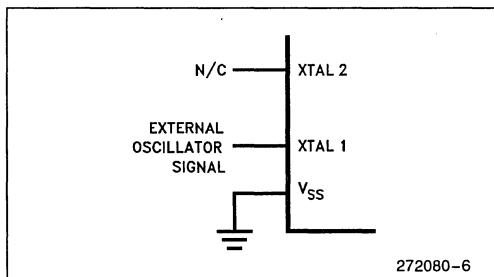 N/C
XTAL 2
EXTERNAL
OSCILLATOR
SIGNAL
XTAL 1
VSS
272080-6